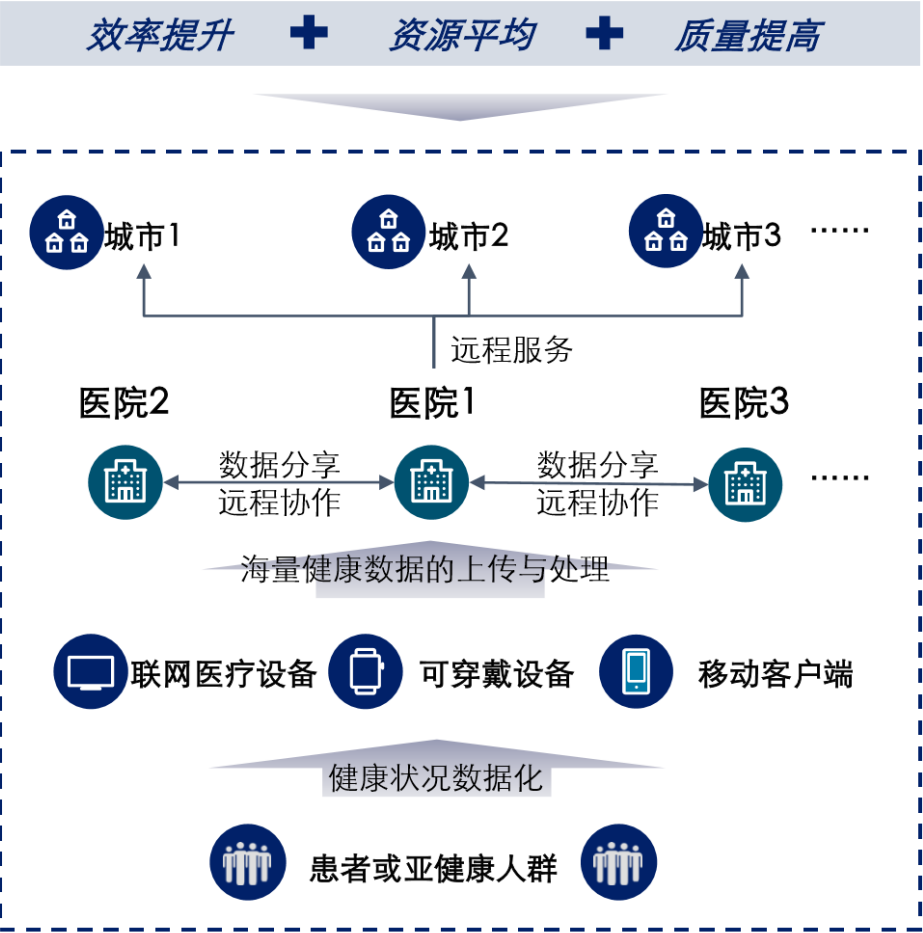 效率提升 + 资源平均 + 质量提高
城市1 城市2 城市3 ……
远程服务
医院2 医院1 医院3
数据分享 数据分享 ……
远程协作 远程协作
海量健康数据的上传与处理
联网医疗设备 可穿戴设备 移动客户端
健康状况数据化
患者或亚健康人群